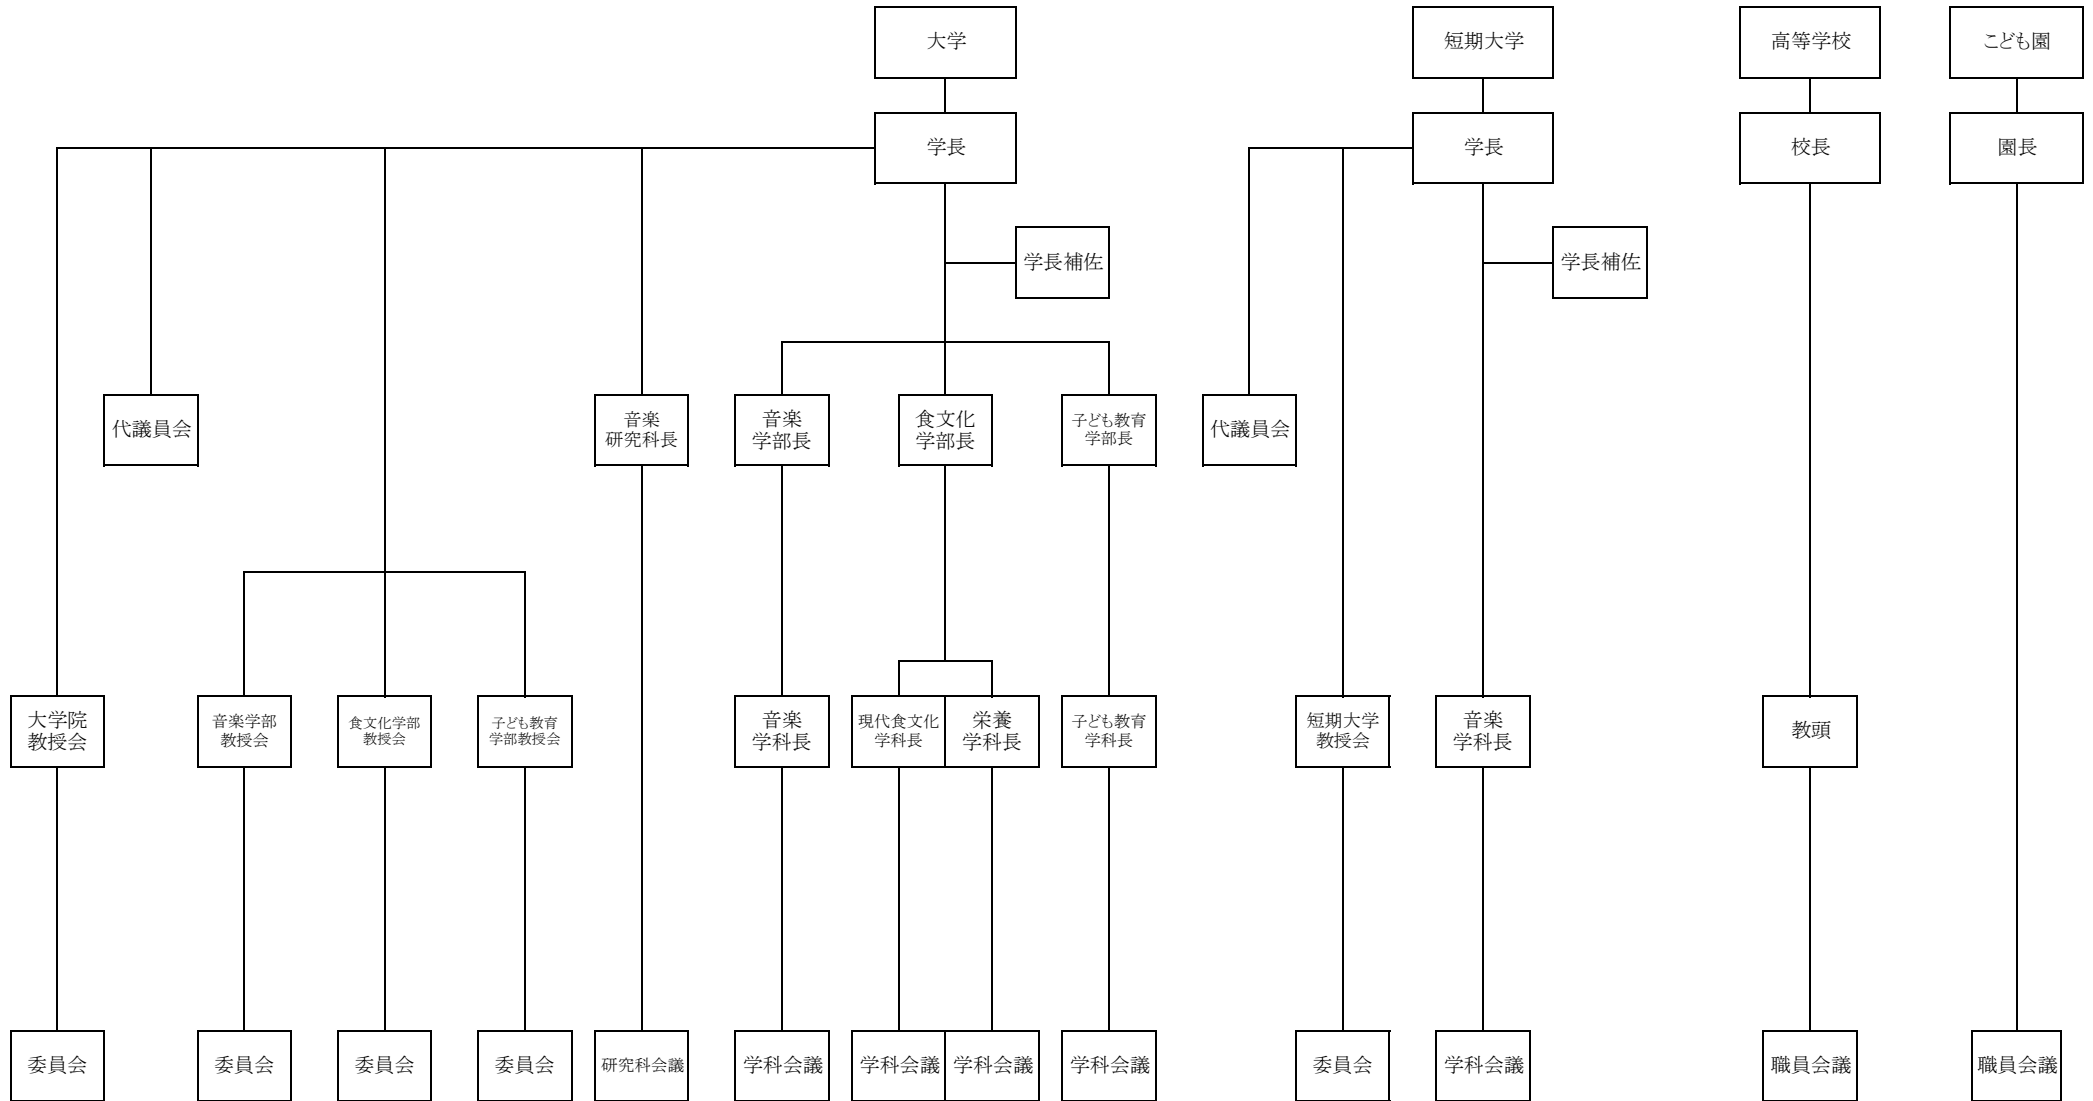 大学
短期大学
高等学校
こども園
学長
学長
校長
園長
学長補佐
学長補佐
代議員会
音楽
研究科長
音楽
学部長
食文化
学部長
子ども教育
学部長
代議員会
大学院
教授会
音楽学部
教授会
食文化学部
教授会
子ども教育
学部教授会
音楽
学科長
現代食文化
学科長
栄養
学科長
子ども教育
学科長
短期大学
教授会
音楽
学科長
教頭
委員会
委員会
委員会
委員会
研究科会議
学科会議
学科会議
学科会議
学科会議
委員会
学科会議
職員会議
職員会議